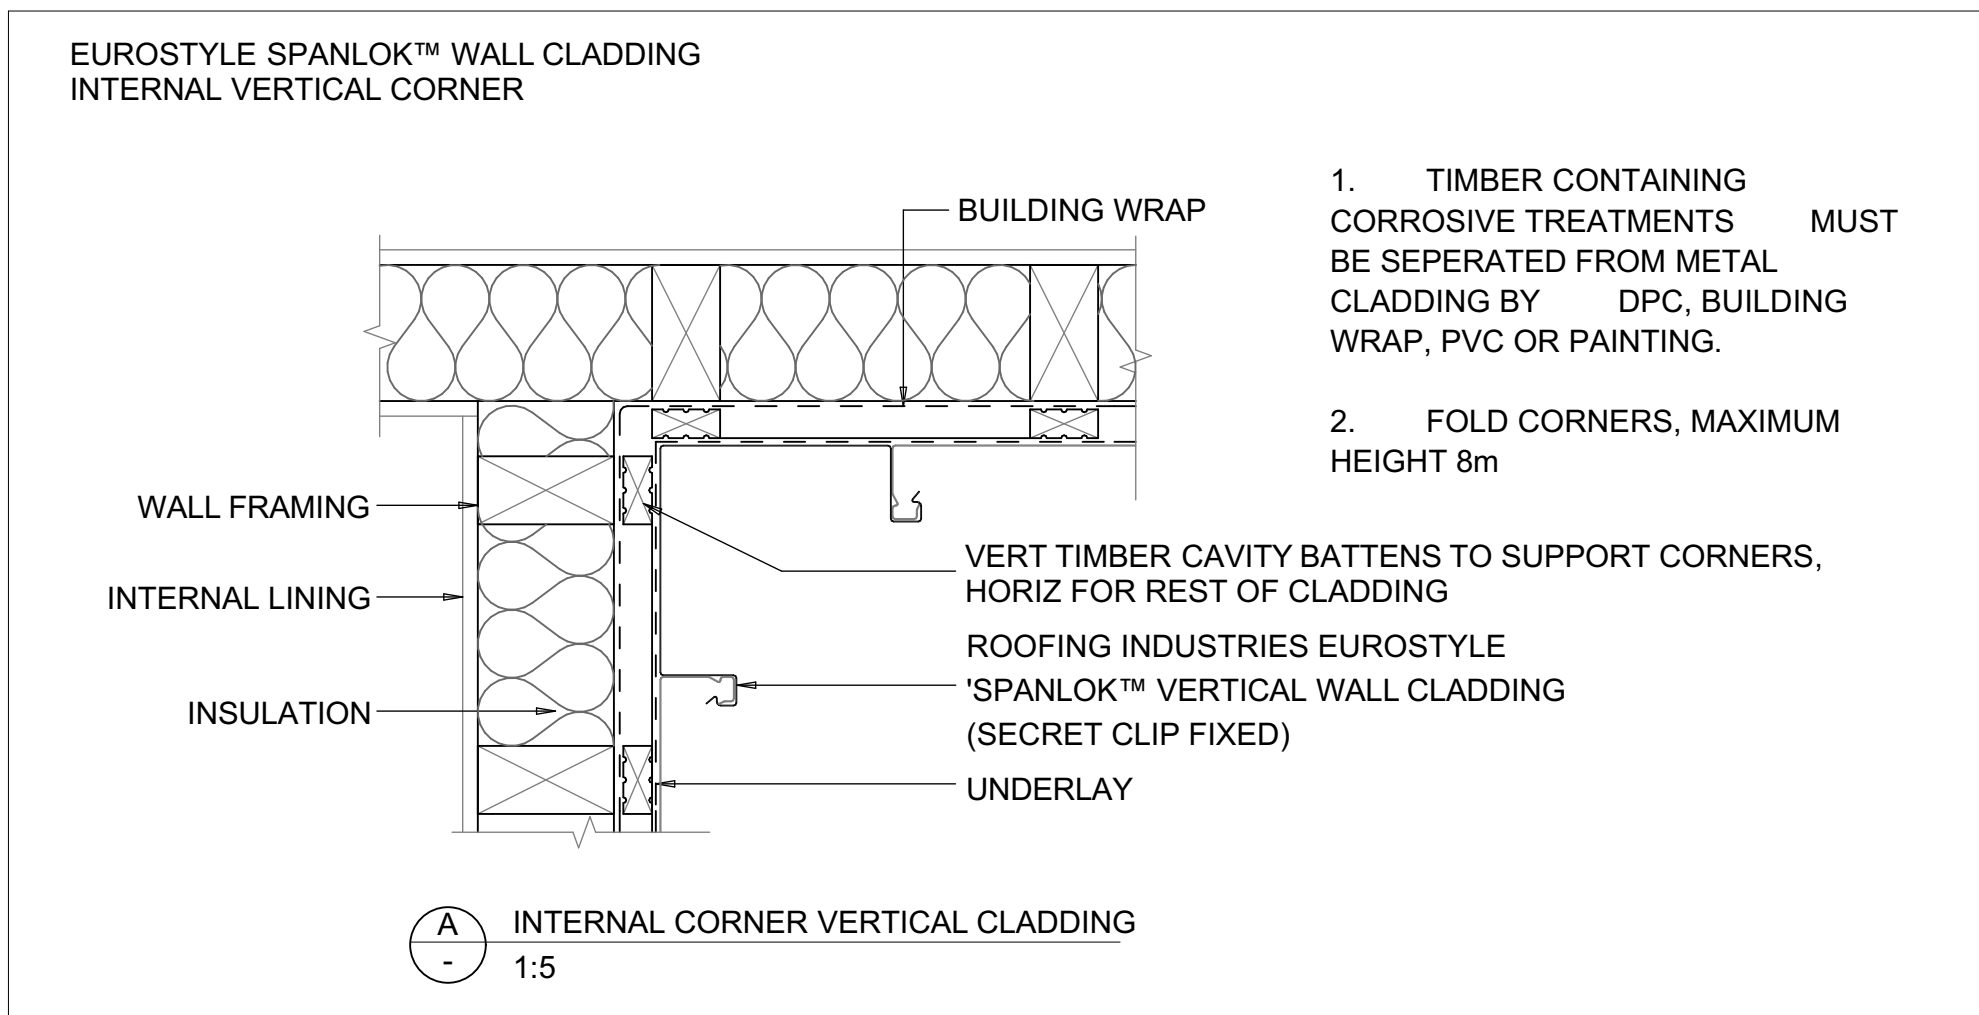 EUROSTYLE SPANLOK™ WALL CLADDING
INTERNAL VERTICAL CORNER
BUILDING WRAP
1. TIMBER CONTAINING
CORROSIVE TREATMENTS MUST
BE SEPERATED FROM METAL
CLADDING BY DPC, BUILDING
WRAP, PVC OR PAINTING.
2. FOLD CORNERS, MAXIMUM
HEIGHT 8m
WALL FRAMING
INTERNAL LINING
INSULATION
VERT TIMBER CAVITY BATTENS TO SUPPORT CORNERS,
HORIZ FOR REST OF CLADDING
ROOFING INDUSTRIES EUROSTYLE
'SPANLOK™ VERTICAL WALL CLADDING
(SECRET CLIP FIXED)
UNDERLAY
A
-
INTERNAL CORNER VERTICAL CLADDING
1:5